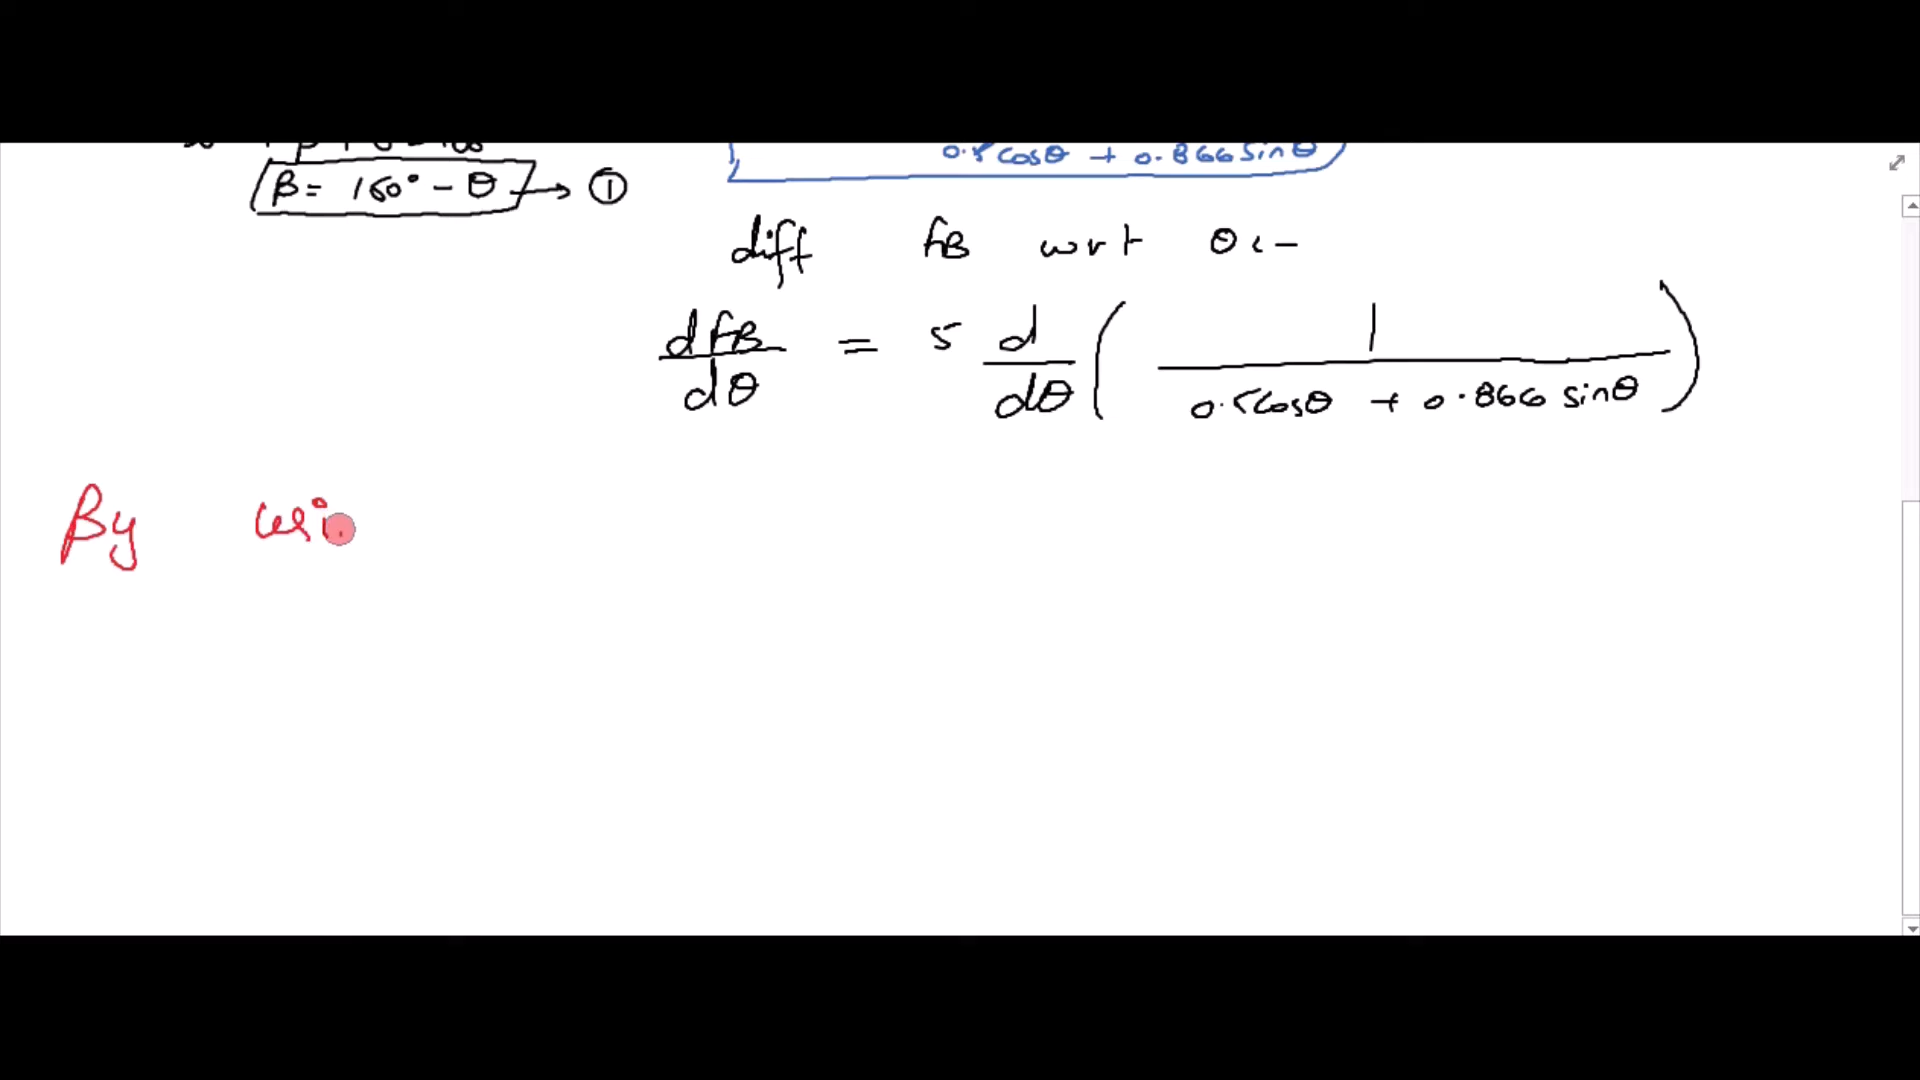 β = 150° - θ → ①
0.5cosθ + 0.866 sinθ
diff FB wrt θ :-
dFB/dθ = 5 d/dθ ( 1 / 0.5cosθ + 0.866 sinθ )
By